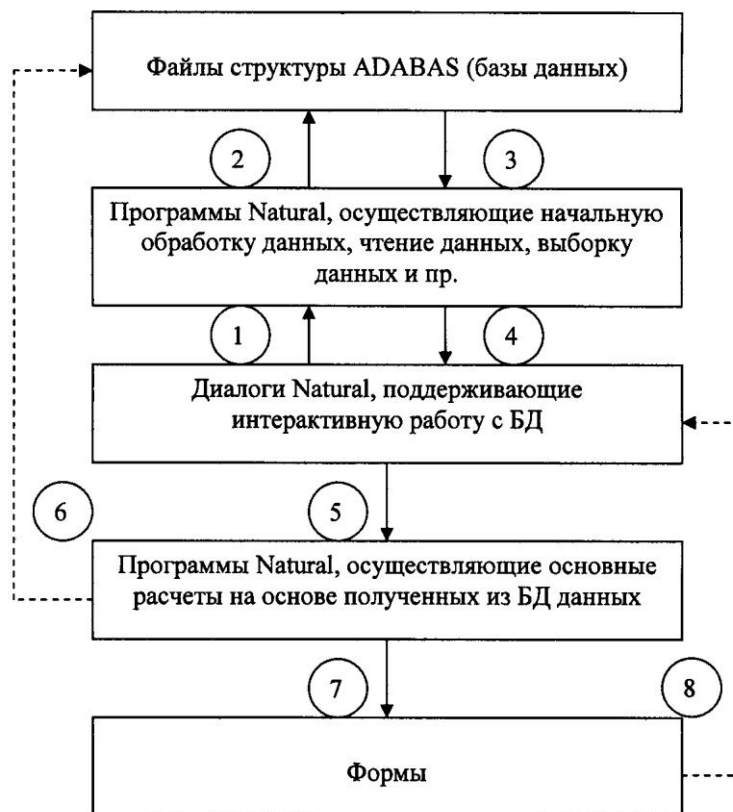 Файлы структуры ADABAS (базы данных)
2
3
Программы Natural, осуществляющие начальную
обработку данных, чтение данных, выборку
данных и пр.
1
4
Диалоги Natural, поддерживающие
интерактивную работу с БД
6
5
Программы Natural, осуществляющие основные
расчеты на основе полученных из БД данных
7
8
Формы